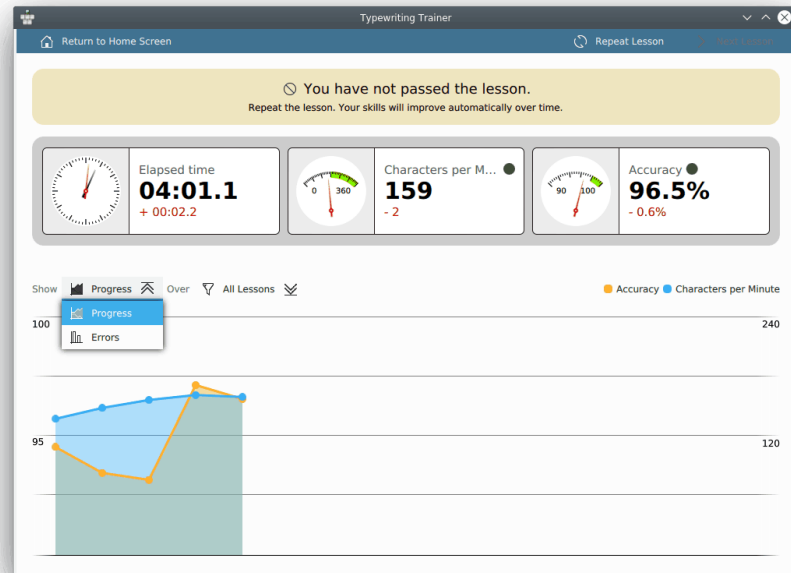 Typewriting Trainer
Return to Home Screen
Repeat Lesson
Next Lesson
You have not passed the lesson.
Repeat the lesson. Your skills will improve automatically over time.
Elapsed time
04:01.1
+ 00:02.2
0 360
Characters per M...
159
- 2
90 100
Accuracy
96.5%
- 0.6%
Show Progress Over All Lessons
Accuracy Characters per Minute
Progress
Errors
100 240
95 120